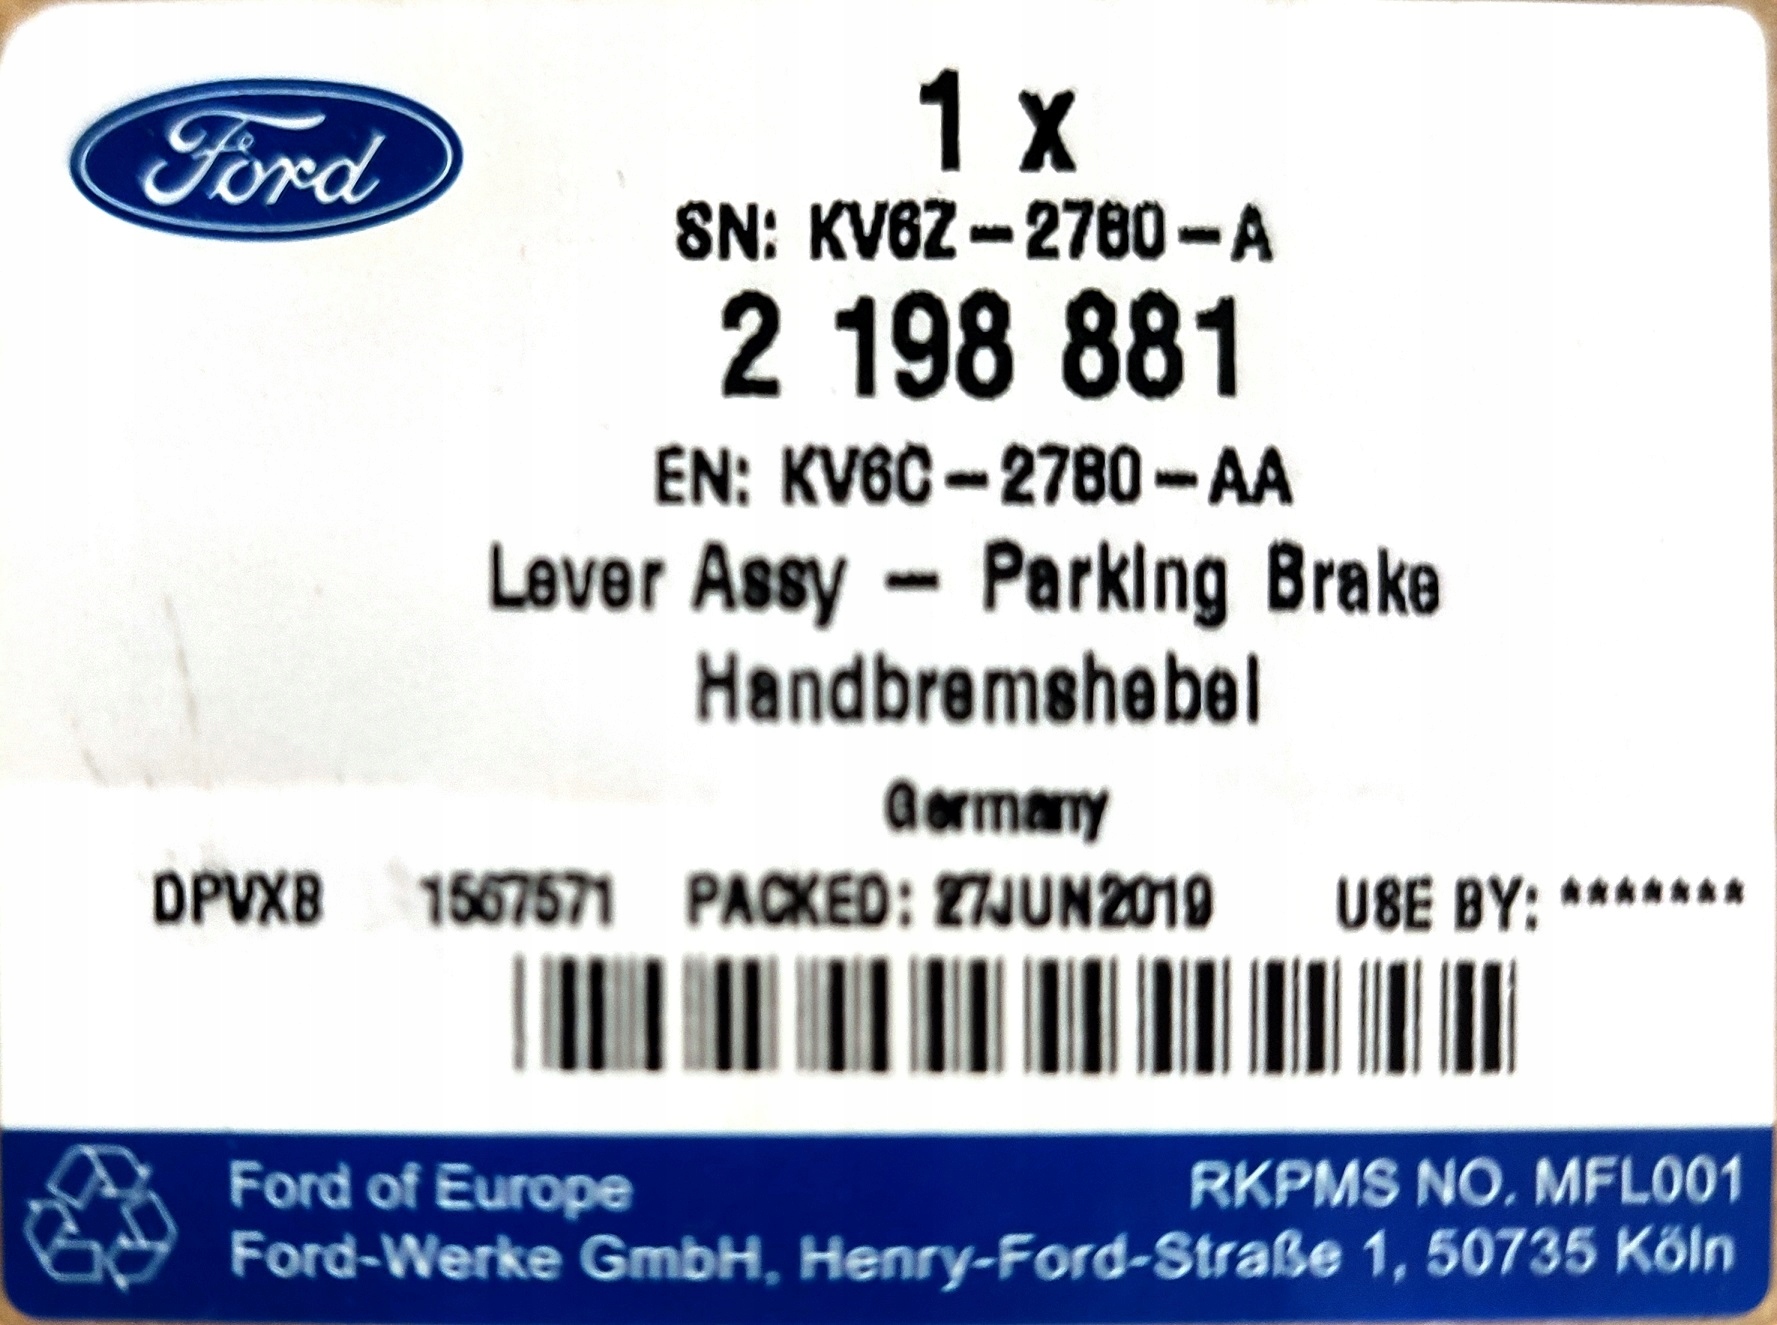 Ford
1 x
SN: KV6Z-2780-A
2 198 881
EN: KV6C-2780-AA
Lever Assy - Parking Brake
Handbremshebel
Germany
DPVXB 1567571 PACKED: 27JUN2019 USE BY: *******
Ford of Europe RKPMS NO. MFL001
Ford-Werke GmbH, Henry-Ford-Straße 1, 50735 Köln